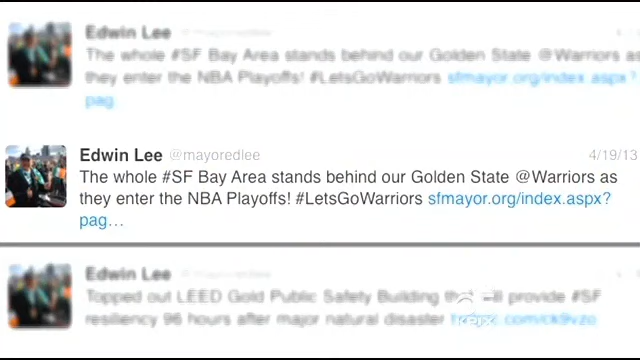 Edwin Lee
The whole #SF Bay Area stands behind our Golden State @Warriors as
they enter the NBA Playoffs! #LetsGoWarriors sfmayor.org/index.aspx?
pag
Edwin Lee @mayoredlee 4/19/13
The whole #SF Bay Area stands behind our Golden State @Warriors as
they enter the NBA Playoffs! #LetsGoWarriors sfmayor.org/index.aspx?
pag…
Edwin Lee
Topped out LEED Gold Public Safety Building will provide #SF
resiliency 96 hours after major natural disaster